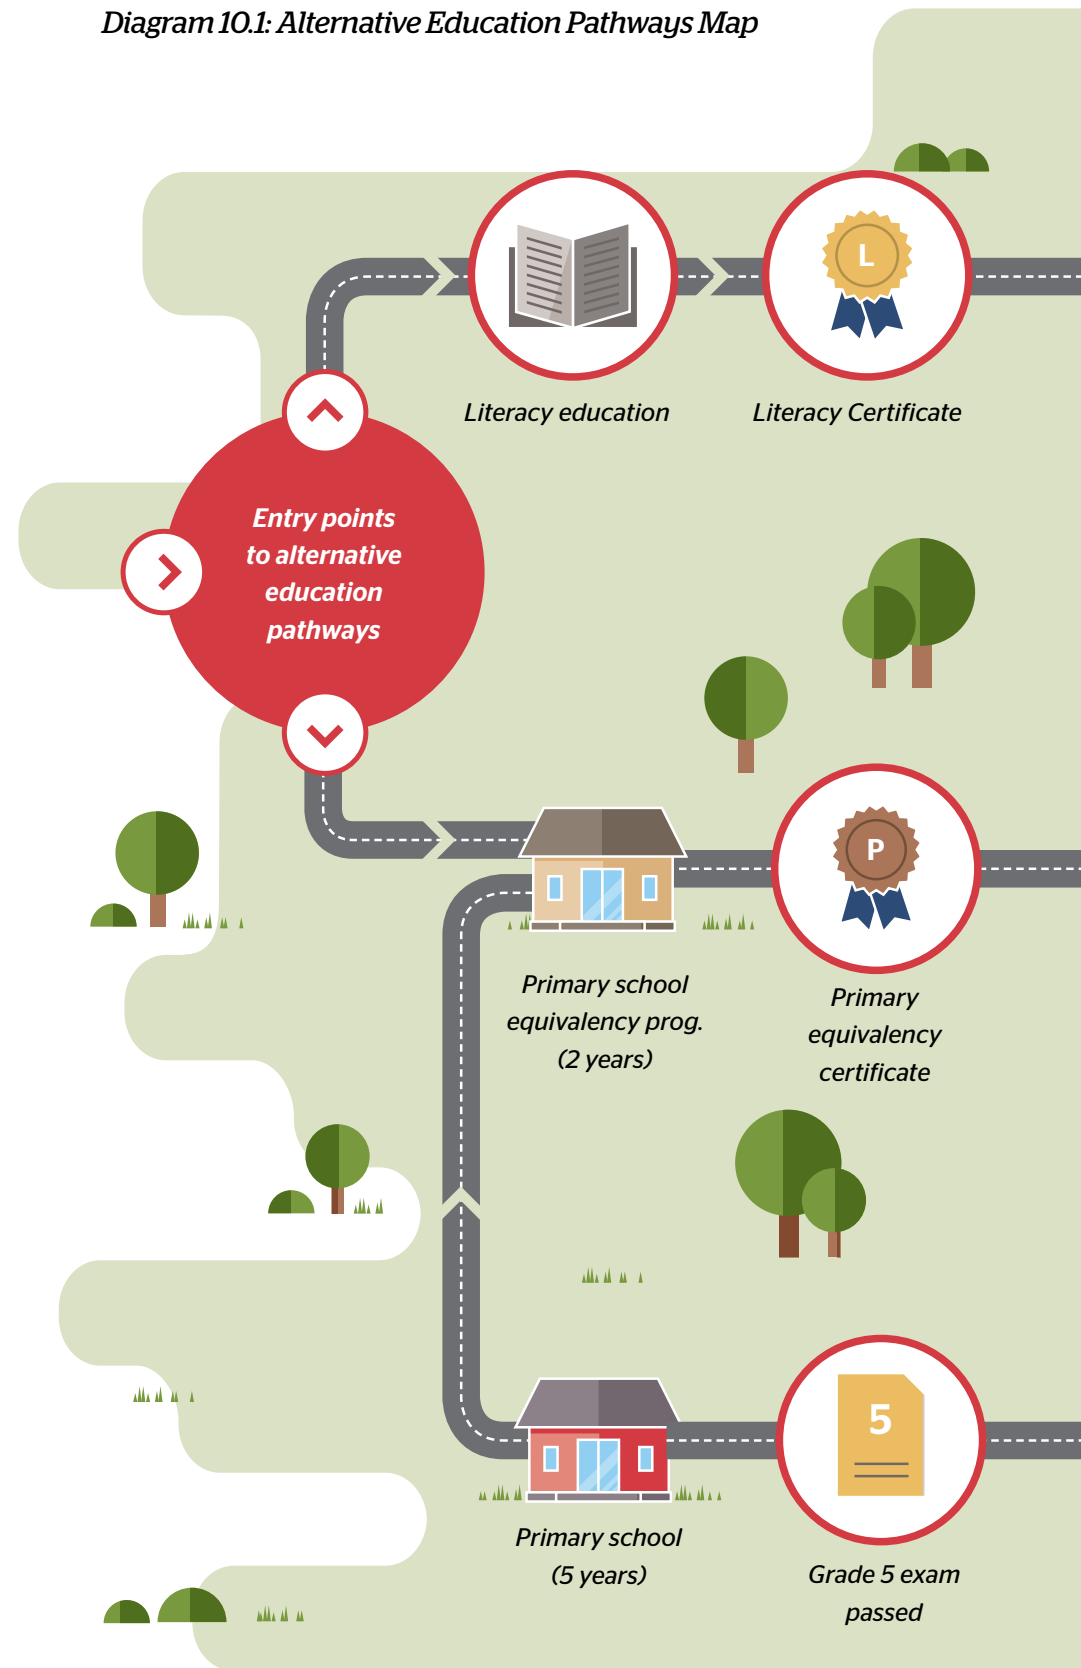 Diagram 10.1: Alternative Education Pathways Map
L
Literacy education
Literacy Certificate
Entry points
to alternative
education
pathways
P
Primary school
equivalency prog.
(2 years)
Primary
equivalency
certificate
5
Primary school
(5 years)
Grade 5 exam
passed